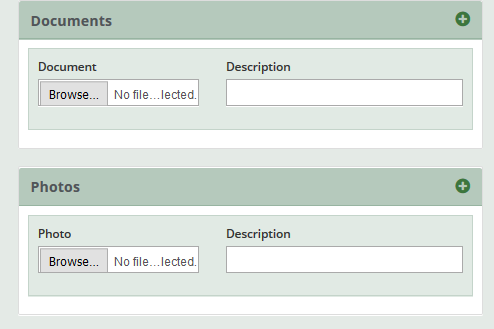 Documents
Document Description
Browse... No file...lected.
Photos
Photo Description
Browse... No file...lected.